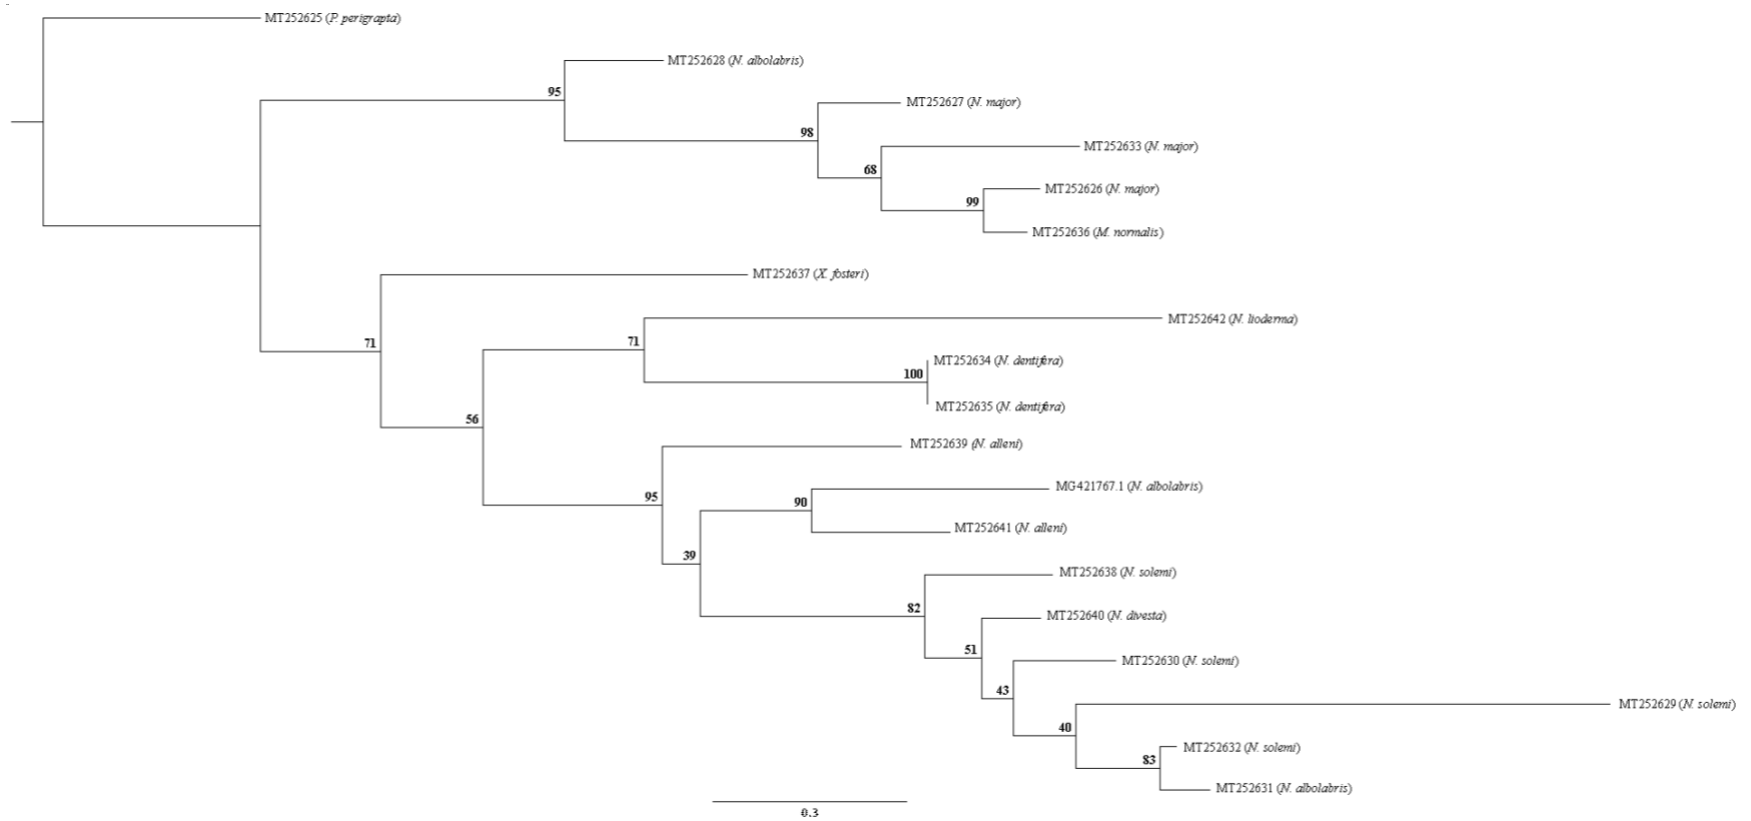 MT252625 (P. perigrapta)
MT252628 (N. albolabris)
95
MT252627 (N. major)
98
MT252633 (N. major)
68
MT252626 (N. major)
99
MT252636 (M. normalis)
MT252637 (X. fosteri)
71
MT252642 (N. lioderma)
71
MT252634 (N. dentifera)
100
MT252635 (N. dentifera)
56
MT252639 (N. alleni)
95
MG421767.1 (N. albolabris)
90
MT252641 (N. alleni)
39
MT252638 (N. solemi)
82
MT252640 (N. divesta)
51
MT252630 (N. solemi)
43
MT252629 (N. solemi)
40
MT252632 (N. solemi)
83
MT252631 (N. albolabris)
0.3